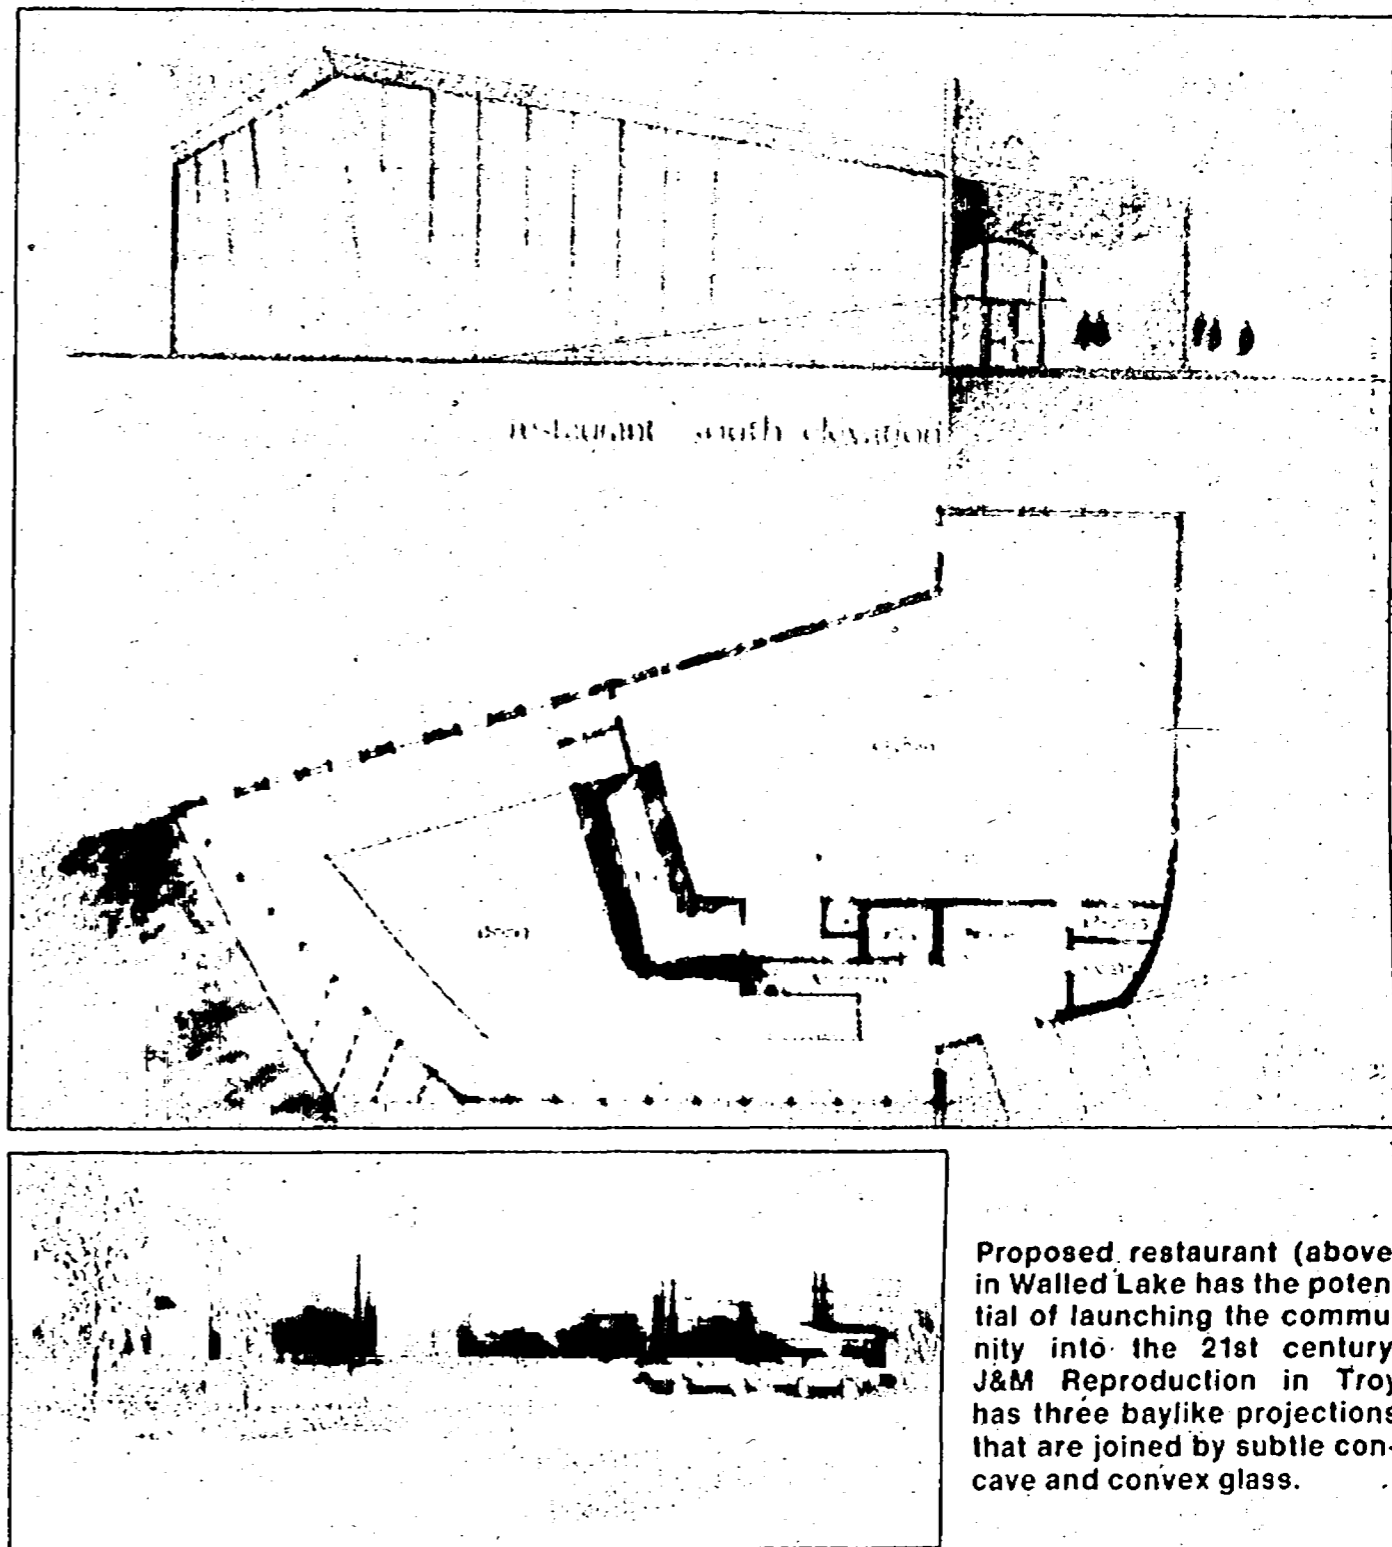 restaurant south elevation
kitchen
dining
Proposed restaurant (above
in Walled Lake has the poten
tial of launching the commu
nity into the 21st century
J&M Reproduction in Troy
has three baylike projections
that are joined by subtle con-
cave and convex glass.